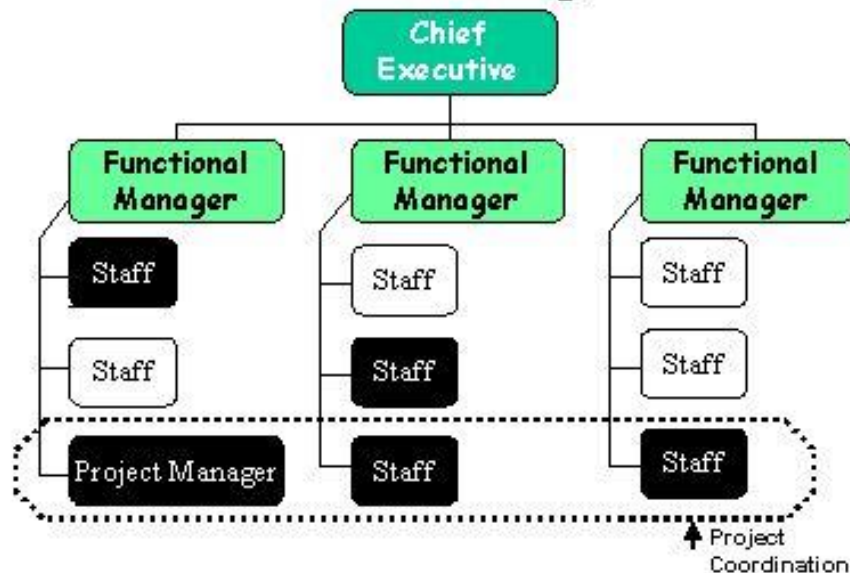 Chief
Executive
Functional
Manager
Functional
Manager
Functional
Manager
Staff
Staff
Staff
Staff
Staff
Staff
Project Manager
Staff
Staff
Project
Coordination